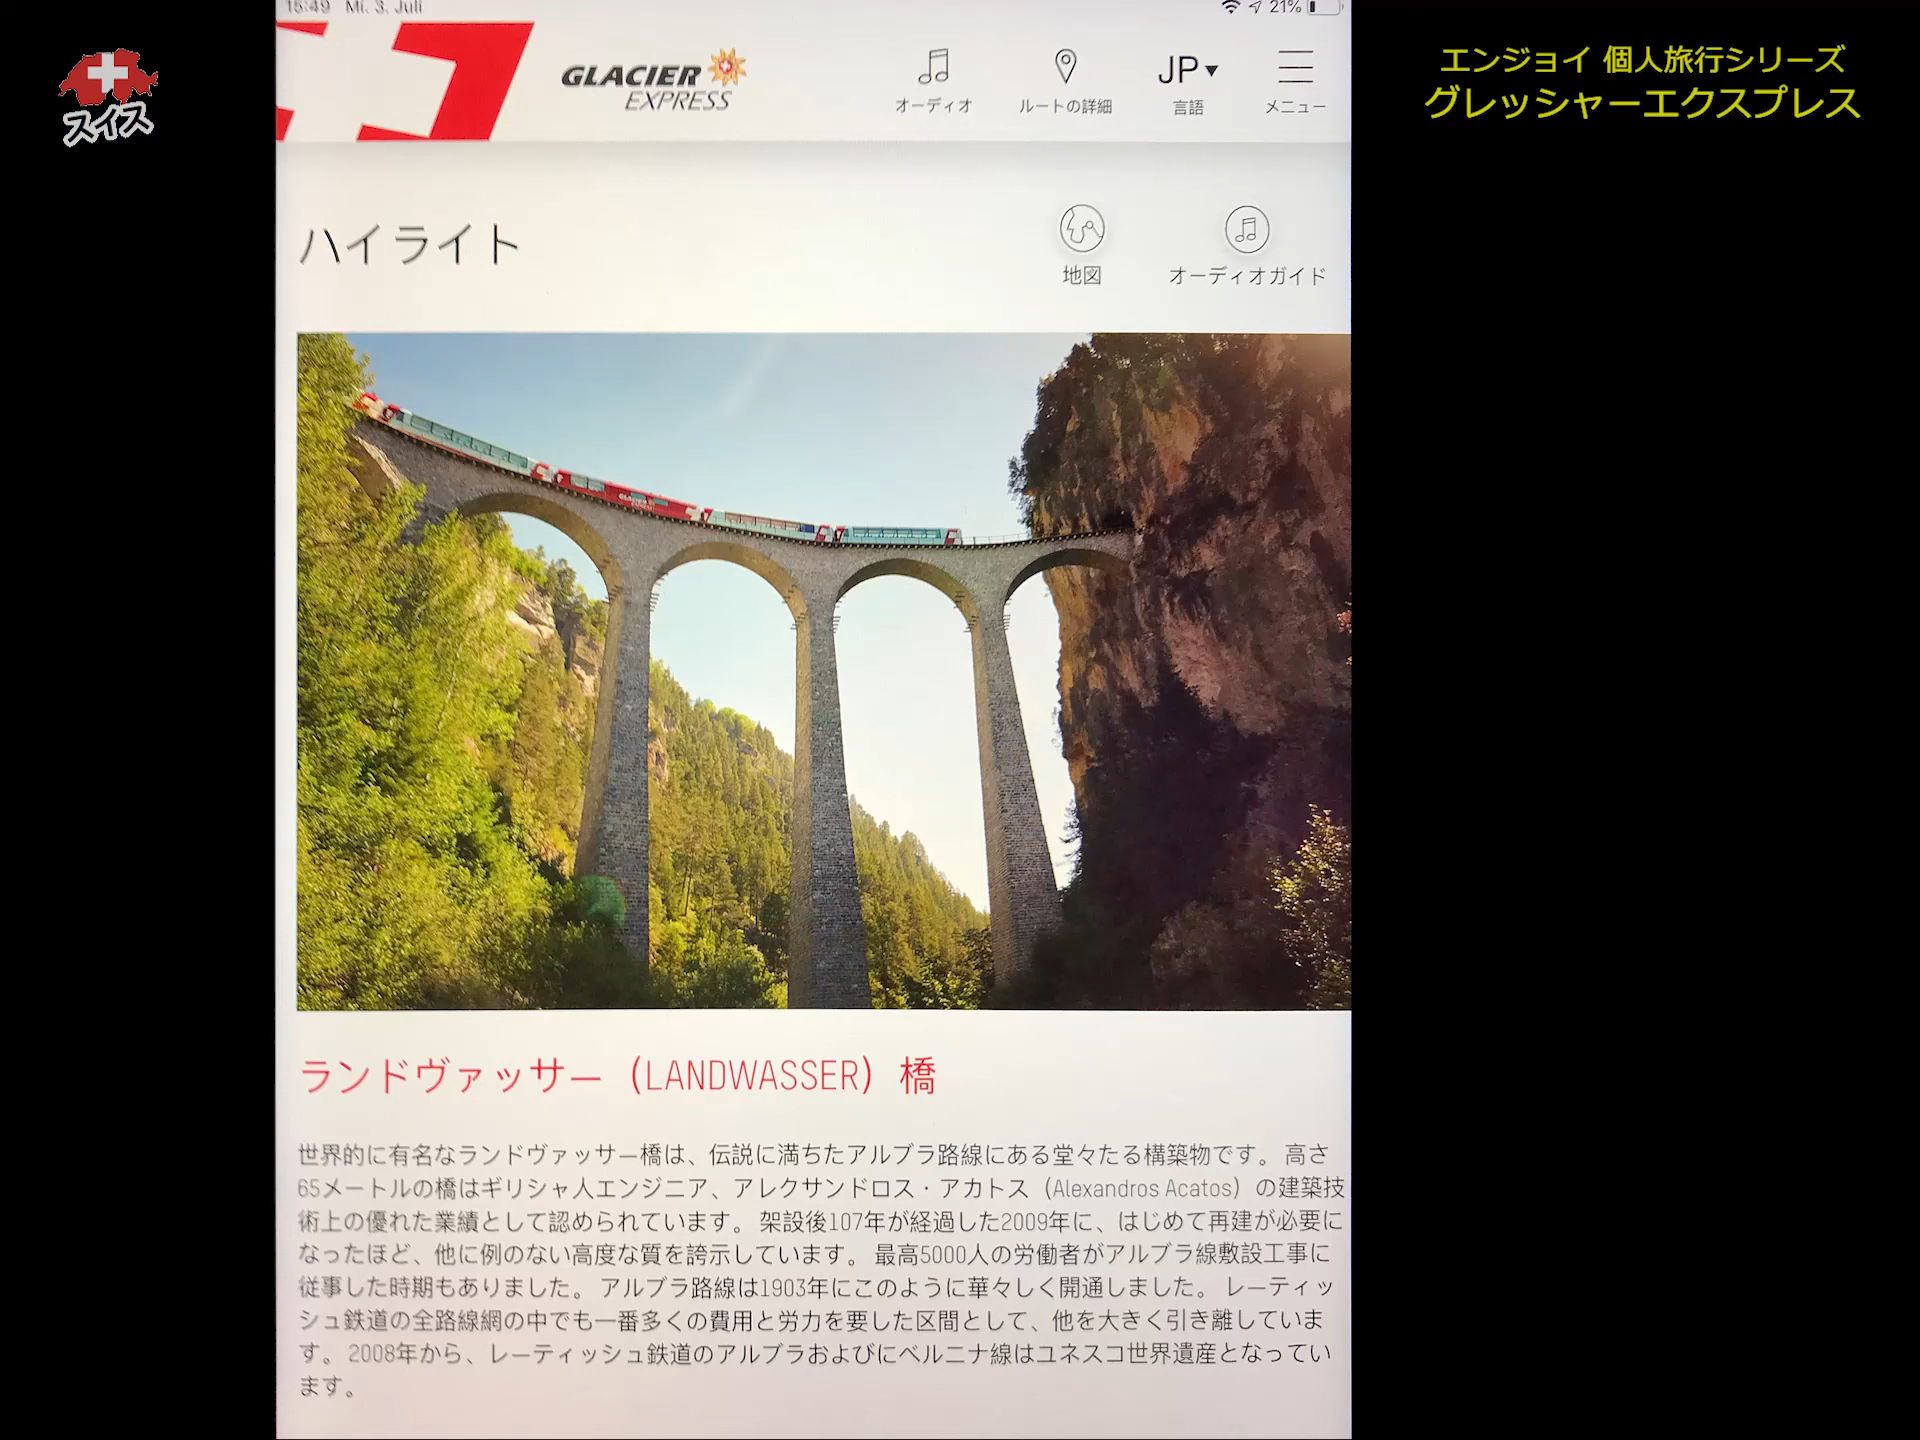 15:49 Mi. 3. Juli
21%
スイス
GLACIER
EXPRESS
オーディオ
ルートの詳細
JP▼
言語
メニュー
エンジョイ 個人旅行シリーズ
グレッシャーエクスプレス
ハイライト
地図
オーディオガイド
GLACIER
ランドヴァッサー（LANDWASSER）橋
世界的に有名なランドヴァッサー橋は、伝説に満ちたアルブラ路線にある堂々たる構築物です。 高さ
65メートルの橋はギリシャ人エンジニア、アレクサンドロス・アカトス（Alexandros Acatos）の建築技
術上の優れた業績として認められています。 架設後107年が経過した2009年に、はじめて再建が必要に
なったほど、他に例のない高度な質を誇示しています。 最高5000人の労働者がアルブラ線敷設工事に
従事した時期もありました。 アルブラ路線は1903年にこのように華々しく開通しました。 レーティッ
シュ鉄道の全路線網の中でも一番多くの費用と労力を要した区間として、他を大きく引き離していま
す。 2008年から、レーティッシュ鉄道のアルブラおよびにベルニナ線はユネスコ世界遺産となってい
ます。